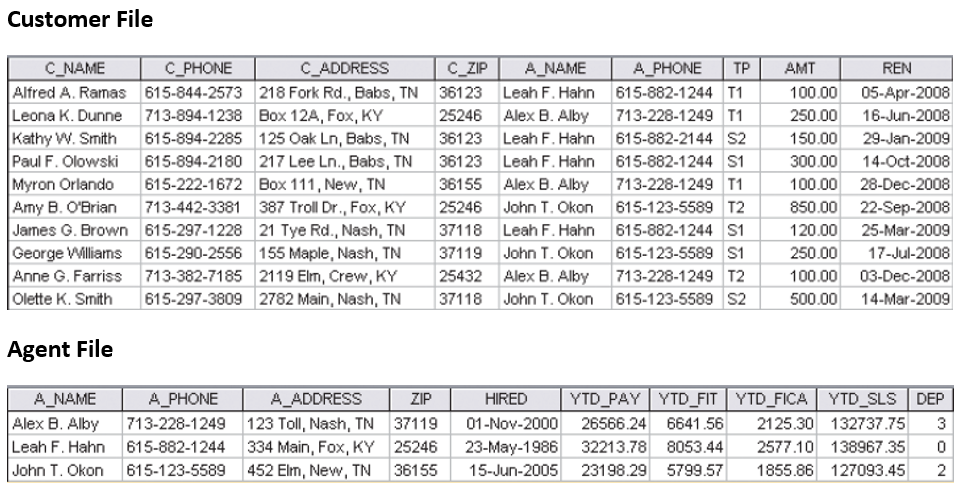 Customer File
C_NAME C_PHONE C_ADDRESS C_ZIP A_NAME A_PHONE TP AMT REN
Alfred A. Ramas 615-844-2573 218 Fork Rd., Babs, TN 36123 Leah F. Hahn 615-882-1244 T1 100.00 05-Apr-2008
Leona K. Dunne 713-894-1238 Box 12A, Fox, KY 25246 Alex B. Alby 713-228-1249 T1 250.00 16-Jun-2008
Kathy W. Smith 615-894-2285 125 Oak Ln, Babs, TN 36123 Leah F. Hahn 615-882-2144 S2 150.00 29-Jan-2009
Paul F. Olowski 615-894-2180 217 Lee Ln., Babs, TN 36123 Leah F. Hahn 615-882-1244 S1 300.00 14-Oct-2008
Myron Orlando 615-222-1672 Box 111, New, TN 36155 Alex B. Alby 713-228-1249 T1 100.00 28-Dec-2008
Amy B. O'Brian 713-442-3381 387 Troll Dr., Fox, KY 25246 John T. Okon 615-123-5589 T2 850.00 22-Sep-2008
James G. Brown 615-297-1228 21 Tye Rd., Nash, TN 37118 Leah F. Hahn 615-882-1244 S1 120.00 25-Mar-2009
George Williams 615-290-2556 155 Maple, Nash, TN 37119 John T. Okon 615-123-5589 S1 250.00 17-Jul-2008
Anne G. Farriss 713-382-7185 2119 Elm, Crew, KY 25432 Alex B. Alby 713-228-1249 T2 100.00 03-Dec-2008
Olette K. Smith 615-297-3809 2782 Main, Nash, TN 37118 John T. Okon 615-123-5589 S2 500.00 14-Mar-2009
Agent File
A_NAME A_PHONE A_ADDRESS ZIP HIRED YTD_PAY YTD_FIT YTD_FICA YTD_SLS DEP
Alex B. Alby 713-228-1249 123 Toll, Nash, TN 37119 01-Nov-2000 26566.24 6641.56 2125.30 132737.75 3
Leah F. Hahn 615-882-1244 334 Main, Fox, KY 25246 23-May-1986 32213.78 8053.44 2577.10 138967.35 0
John T. Okon 615-123-5589 452 Elm, New, TN 36155 15-Jun-2005 23198.29 5799.57 1855.86 127093.45 2